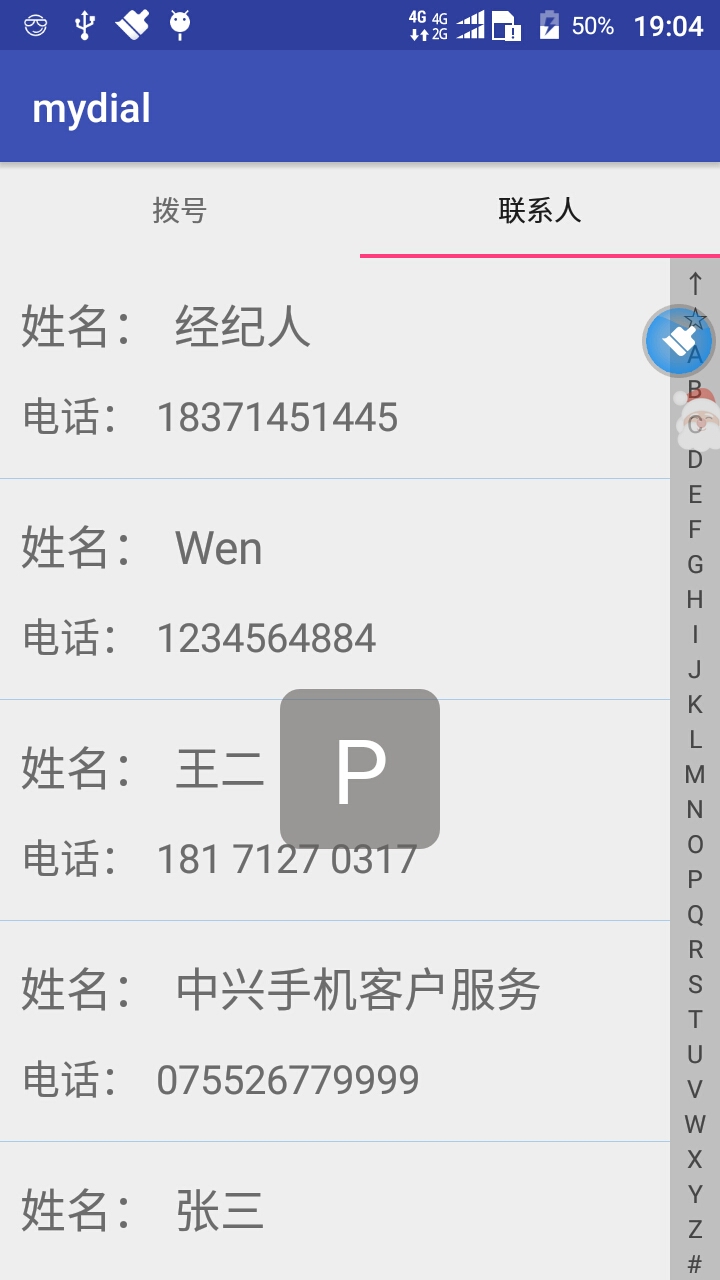 4G 4G 2G 50% 19:04
mydial
拨号 联系人
姓名： 经纪人
电话： 18371451445
姓名： Wen
电话： 1234564884
姓名： 王二
P
电话： 181 7127 0317
姓名： 中兴手机客户服务
电话： 075526779999
姓名： 张三
↑
☆
A
B
C
D
E
F
G
H
I
J
K
L
M
N
O
P
Q
R
S
T
U
V
W
X
Y
Z
#